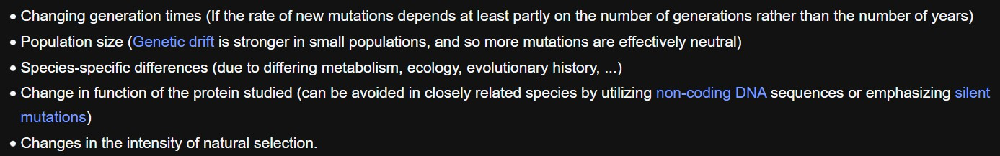 • Changing generation times (If the rate of new mutations depends at least partly on the number of generations rather than the number of years)
• Population size (Genetic drift is stronger in small populations, and so more mutations are effectively neutral)
• Species-specific differences (due to differing metabolism, ecology, evolutionary history, ...)
• Change in function of the protein studied (can be avoided in closely related species by utilizing non-coding DNA sequences or emphasizing silent
mutations)
• Changes in the intensity of natural selection.